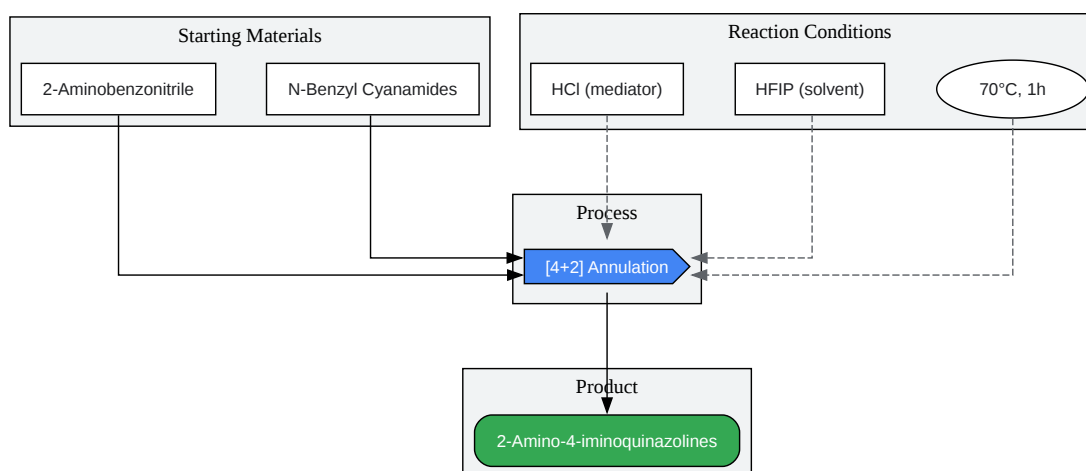 Starting Materials
2-Aminobenzonitrile
N-Benzyl Cyanamides
Reaction Conditions
HCl (mediator)
HFIP (solvent)
70°C, 1h
Process
[4+2] Annulation
Product
2-Amino-4-iminoquinazolines